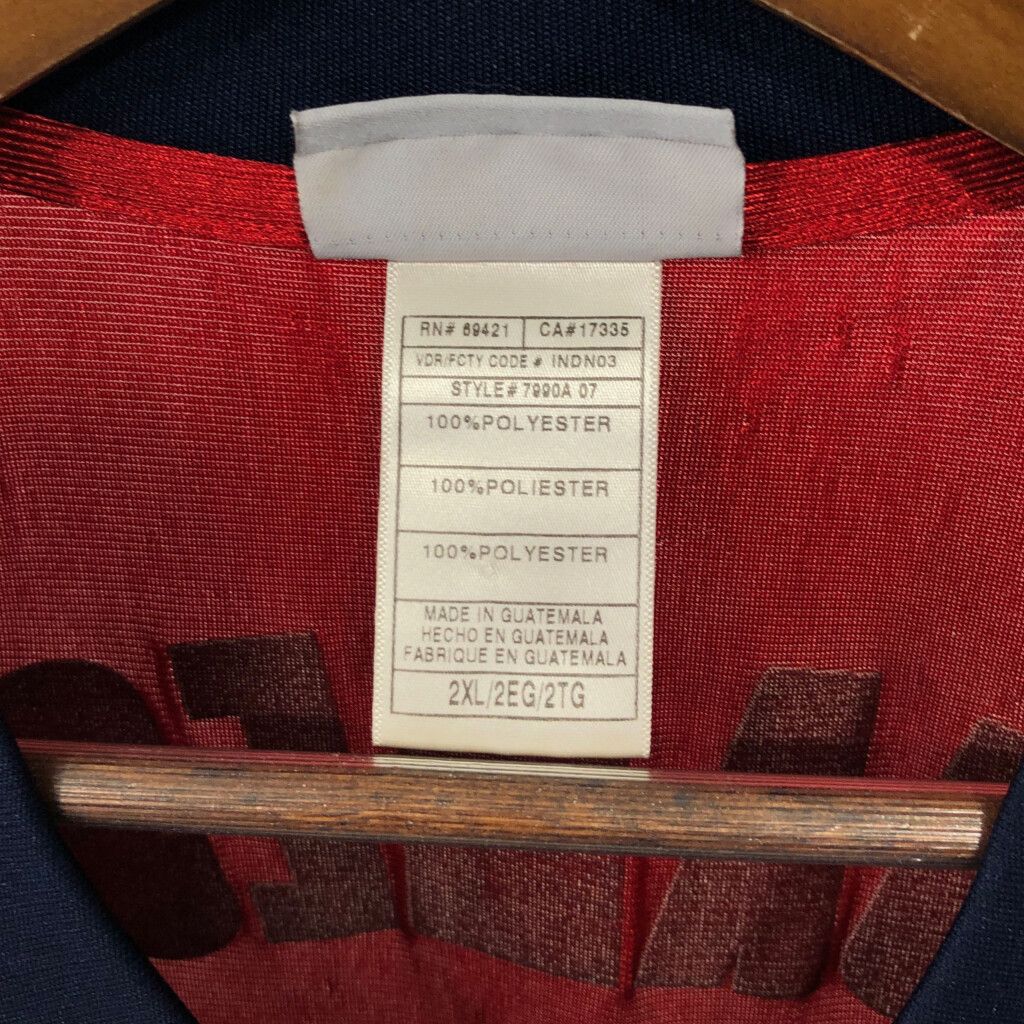 RN# 69421 CA#17335
VDR/FCTY CODE # INDN03
STYLE# 7990A 07
100%POLYESTER
100%POLIESTER
100%POLYESTER
MADE IN GUATEMALA
HECHO EN GUATEMALA
FABRIQUE EN GUATEMALA
2XL/2EG/2TG